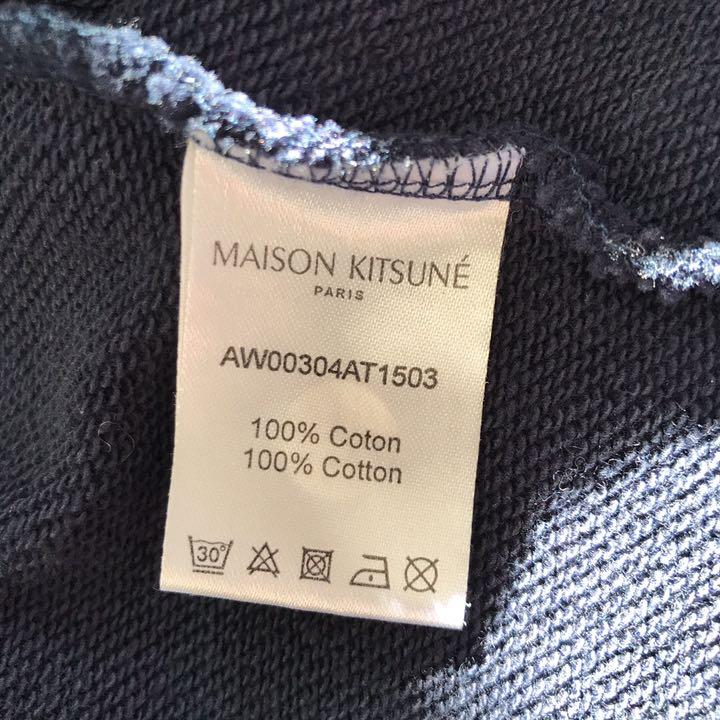 MAISON KITSUNÉ
PARIS
AW00304AT1503
100% Coton
100% Cotton
30°